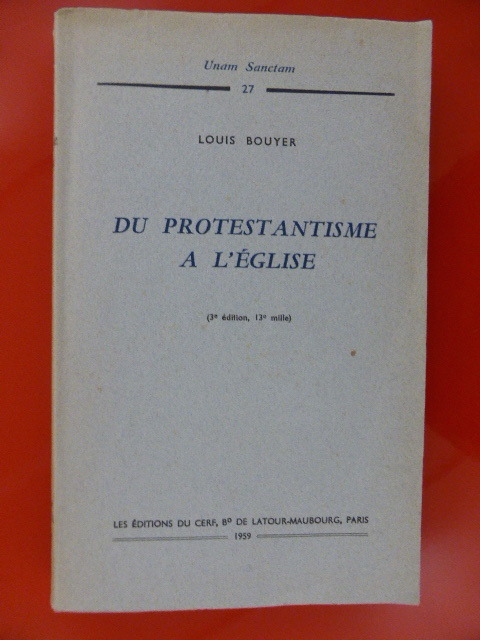 Unam Sanctam
27
LOUIS BOUYER
DU PROTESTANTISME
A L'ÉGLISE
(3e édition, 13e mille)
LES ÉDITIONS DU CERF, Bᴰ DE LATOUR-MAUBOURG, PARIS
1959